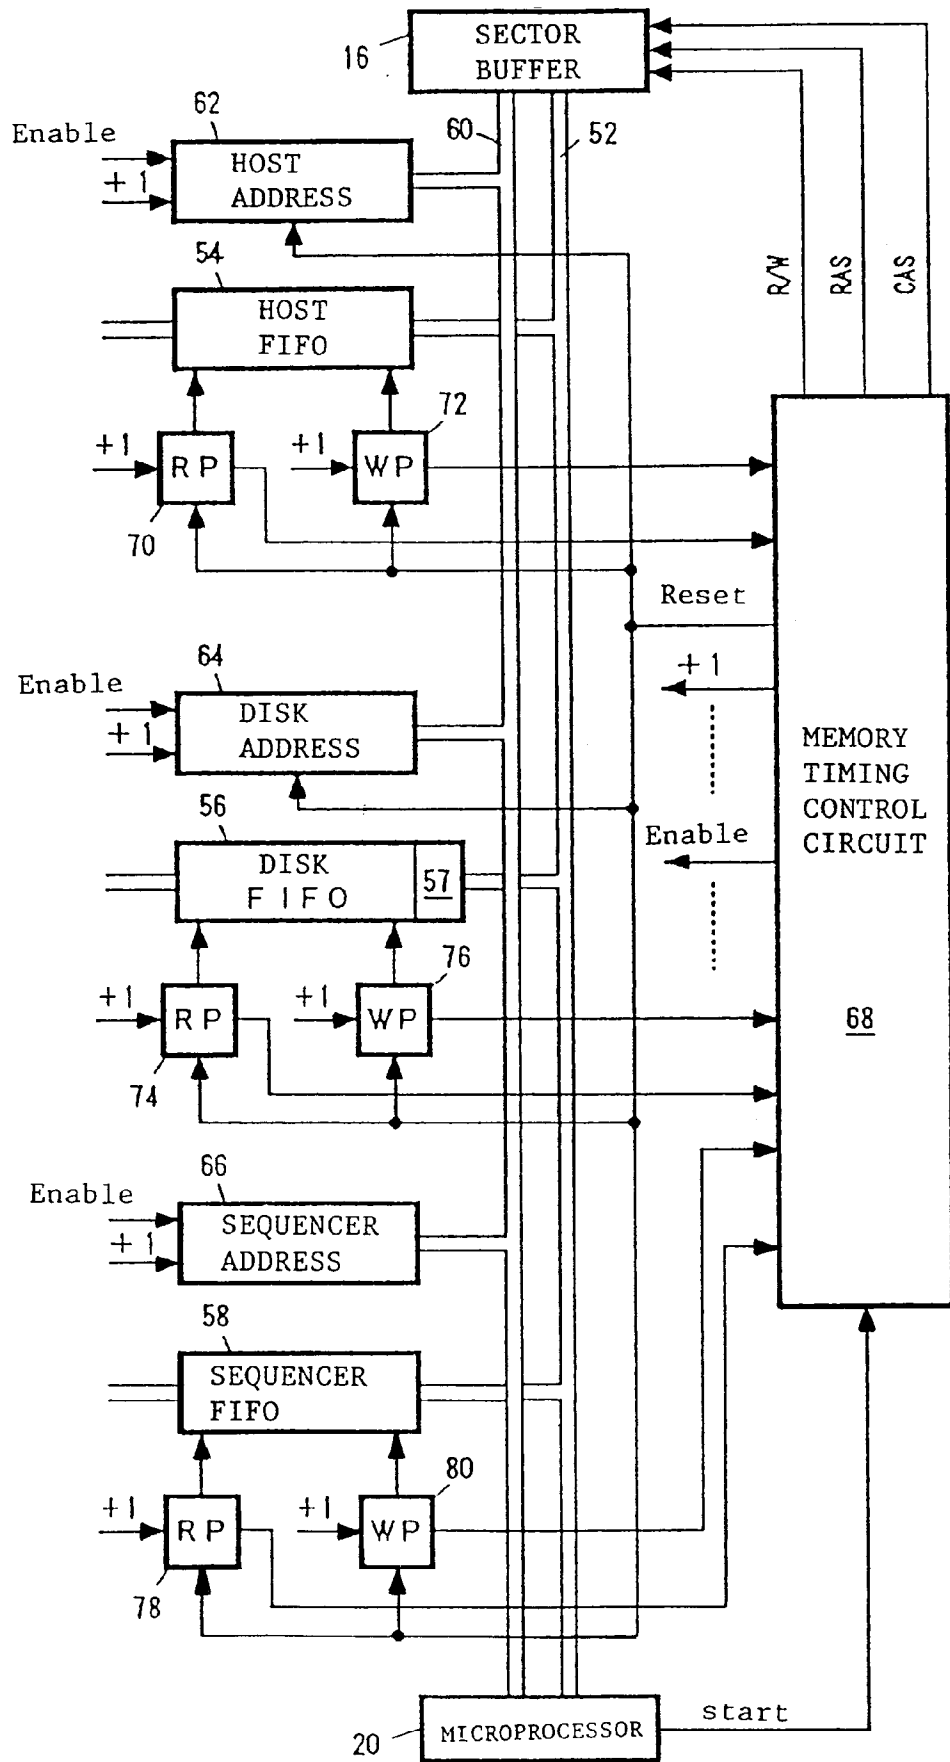 SECTOR
BUFFER
16
62
60
52
Enable
+1
HOST
ADDRESS
54
HOST
FIFO
R/W
RAS
CAS
72
+1
RP
+1
WP
70
Reset
+1
64
Enable
+1
DISK
ADDRESS
MEMORY
TIMING
CONTROL
CIRCUIT
68
56
DISK
FIFO
57
Enable
76
+1
RP
+1
WP
74
66
Enable
+1
SEQUENCER
ADDRESS
58
SEQUENCER
FIFO
80
+1
RP
+1
WP
78
20
MICROPROCESSOR
start